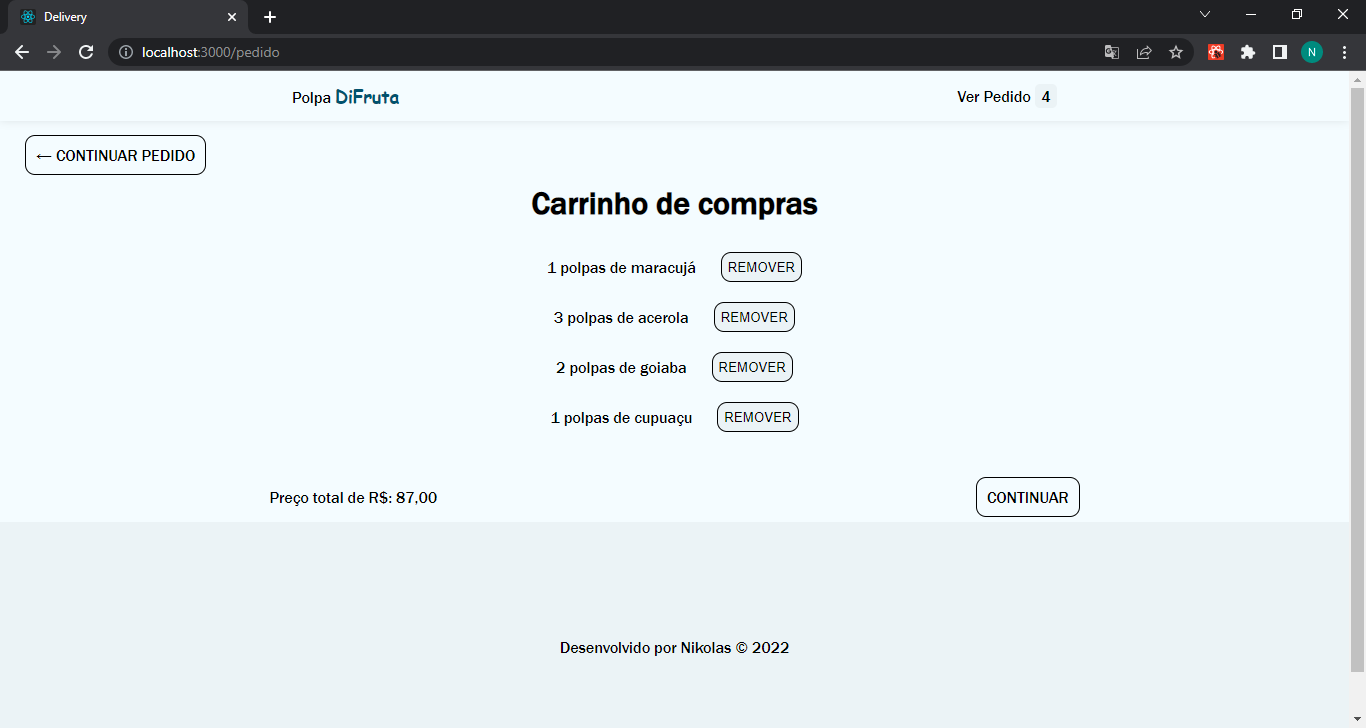 Delivery
localhost:3000/pedido
N
Polpa DiFruta
Ver Pedido 4
← CONTINUAR PEDIDO
Carrinho de compras
1 polpas de maracujá REMOVER
3 polpas de acerola REMOVER
2 polpas de goiaba REMOVER
1 polpas de cupuaçu REMOVER
Preço total de R$: 87,00
CONTINUAR
Desenvolvido por Nikolas © 2022